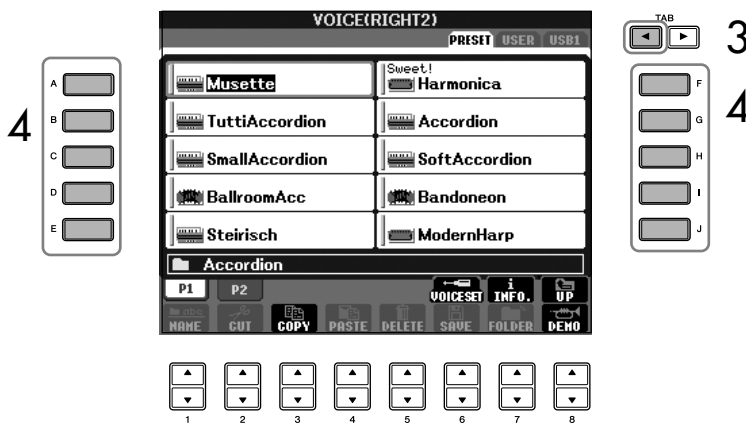 VOICE(RIGHT2)
PRESET USER USB1
TAB
3
4
A
B
C
D
E
Musette
TuttiAccordion
SmallAccordion
BallroomAcc
Steirisch
Sweet!
Harmonica
Accordion
SoftAccordion
Bandoneon
ModernHarp
F
G
H
I
J
4
Accordion
P1 P2 VOICESET i INFO. UP
abc
NAME CUT COPY PASTE DELETE SAVE FOLDER DEMO
1 2 3 4 5 6 7 8